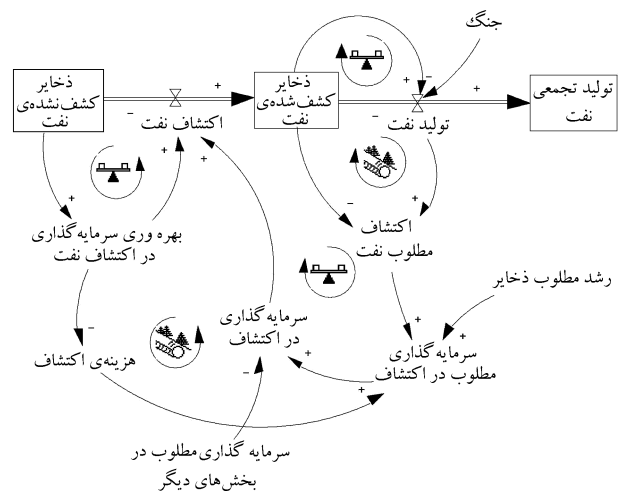 جنگ
ذخایر
کشف‌نشده‌ی
نفت
ذخایر
کشف‌شده‌ی
نفت
تولید تجمعی
نفت
اکتشاف نفت
تولید نفت
بهره وری سرمایه‌گذاری
در اکتشاف نفت
اکتشاف
مطلوب نفت
رشد مطلوب ذخایر
سرمایه گذاری
در اکتشاف
سرمایه گذاری
مطلوب در اکتشاف
هزینه‌ی اکتشاف
سرمایه گذاری مطلوب در
بخش‌های دیگر